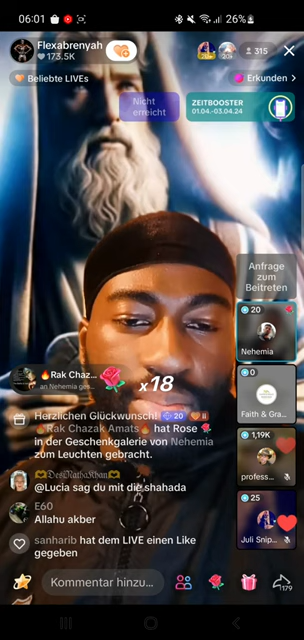 06:01
26%
Flexabrenyah
173.5K
315
Beliebte LIVEs
Erkunden
Nicht
erreicht
ZEITBOOSTER
01.04.-03.04.24
Anfrage
zum
Beitreten
20
Nehemia
🔥Rak Chaz...
an Nehemia ges...
x18
0
Faith & Gra...
Herzlichen Glückwunsch! 20 II
🔥Rak Chazak Amats🔥 hat Rose 🌹
in der Geschenkgalerie von Nehemia
zum Leuchten gebracht.
1,19K
profess...
DesiNathaKhan
@Lucia sag du mit die shahada
E60
Allahu akber
25
Juli Snip...
sanharib hat dem LIVE einen Like
gegeben
Kommentar hinzu...
179